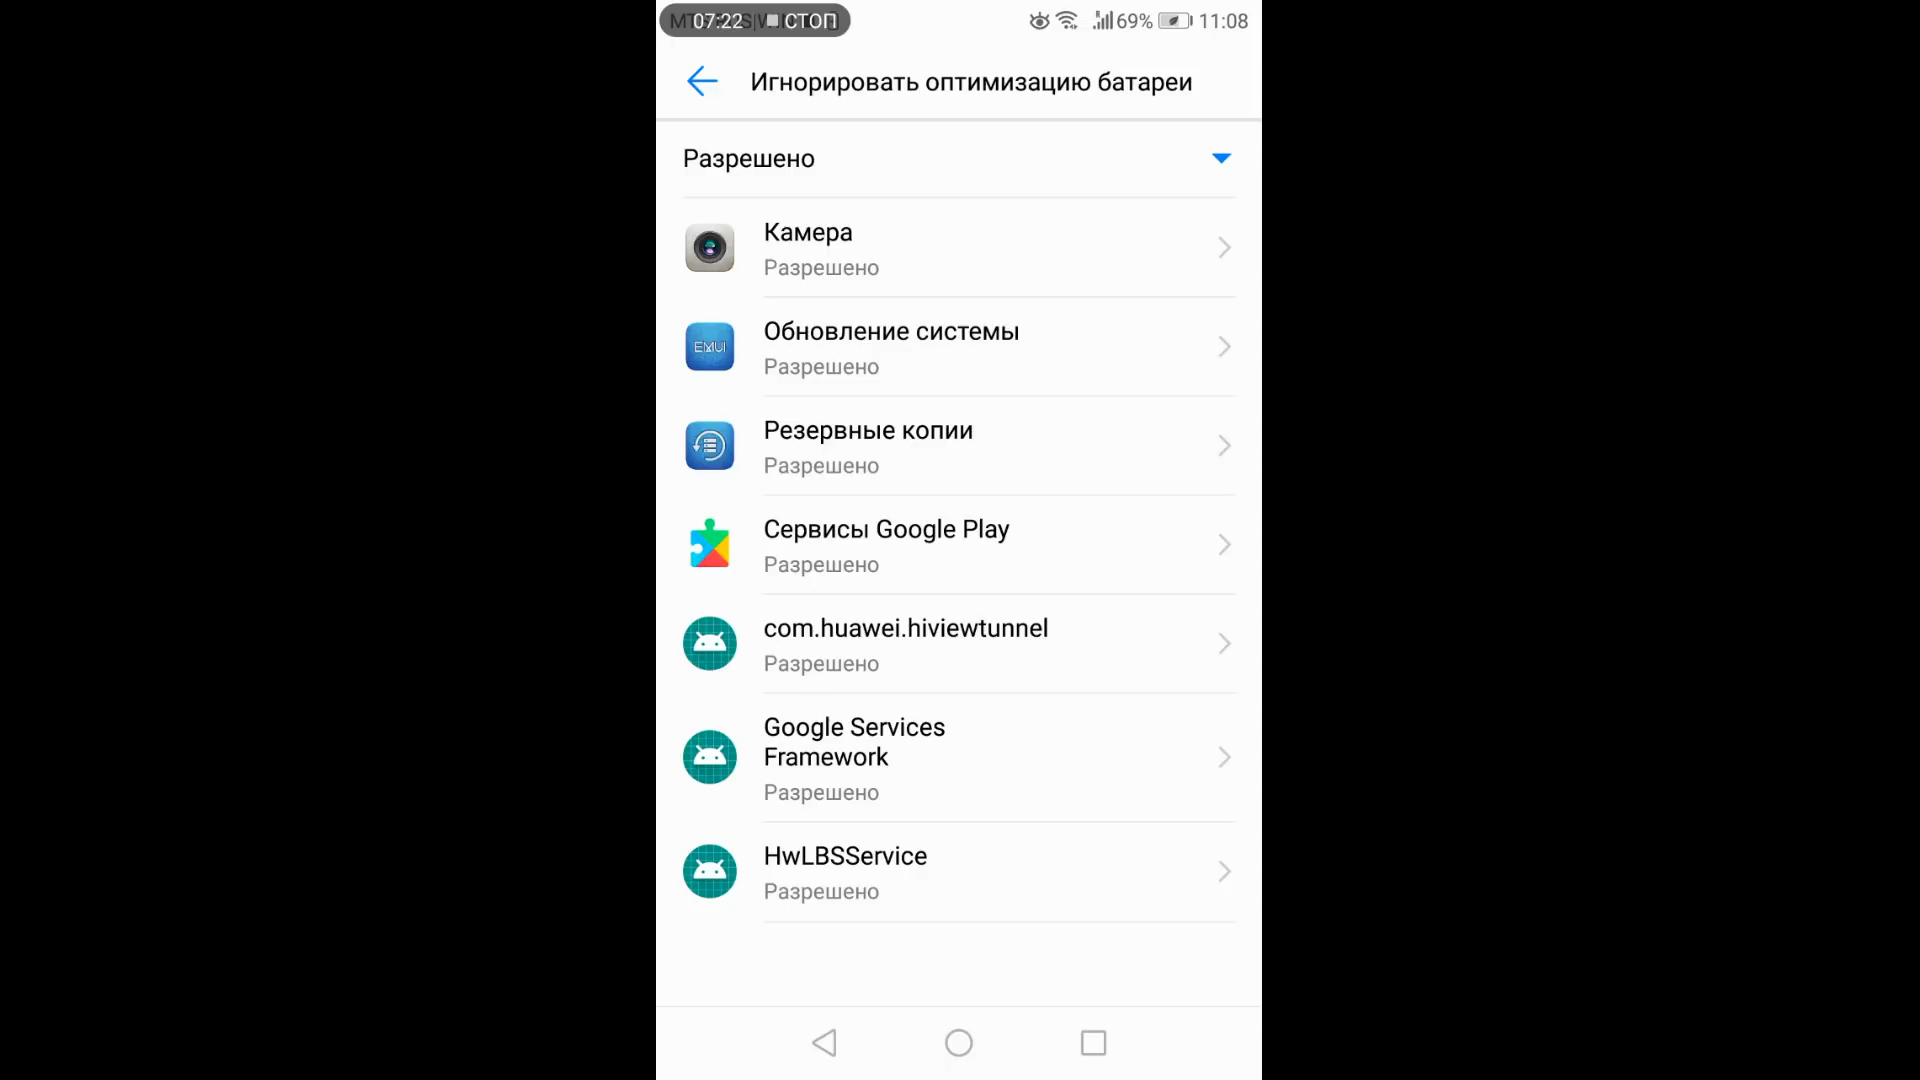 07:22 СТОП 69% 11:08
Игнорировать оптимизацию батареи
Разрешено
Камера
Разрешено
EMUI
Обновление системы
Разрешено
Резервные копии
Разрешено
Сервисы Google Play
Разрешено
com.huawei.hiviewtunnel
Разрешено
Google Services
Framework
Разрешено
HwLBSService
Разрешено